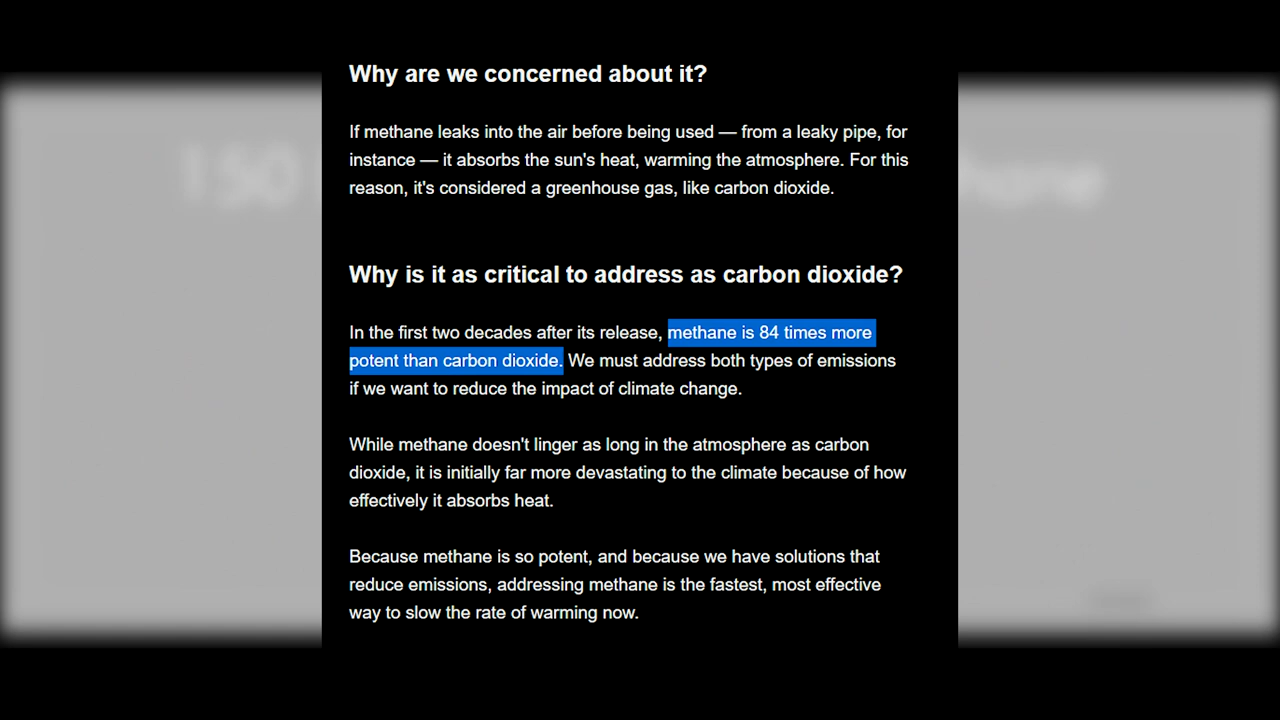 Why are we concerned about it?
If methane leaks into the air before being used — from a leaky pipe, for
instance — it absorbs the sun's heat, warming the atmosphere. For this
reason, it's considered a greenhouse gas, like carbon dioxide.
Why is it as critical to address as carbon dioxide?
In the first two decades after its release, methane is 84 times more
potent than carbon dioxide. We must address both types of emissions
if we want to reduce the impact of climate change.
While methane doesn't linger as long in the atmosphere as carbon
dioxide, it is initially far more devastating to the climate because of how
effectively it absorbs heat.
Because methane is so potent, and because we have solutions that
reduce emissions, addressing methane is the fastest, most effective
way to slow the rate of warming now.